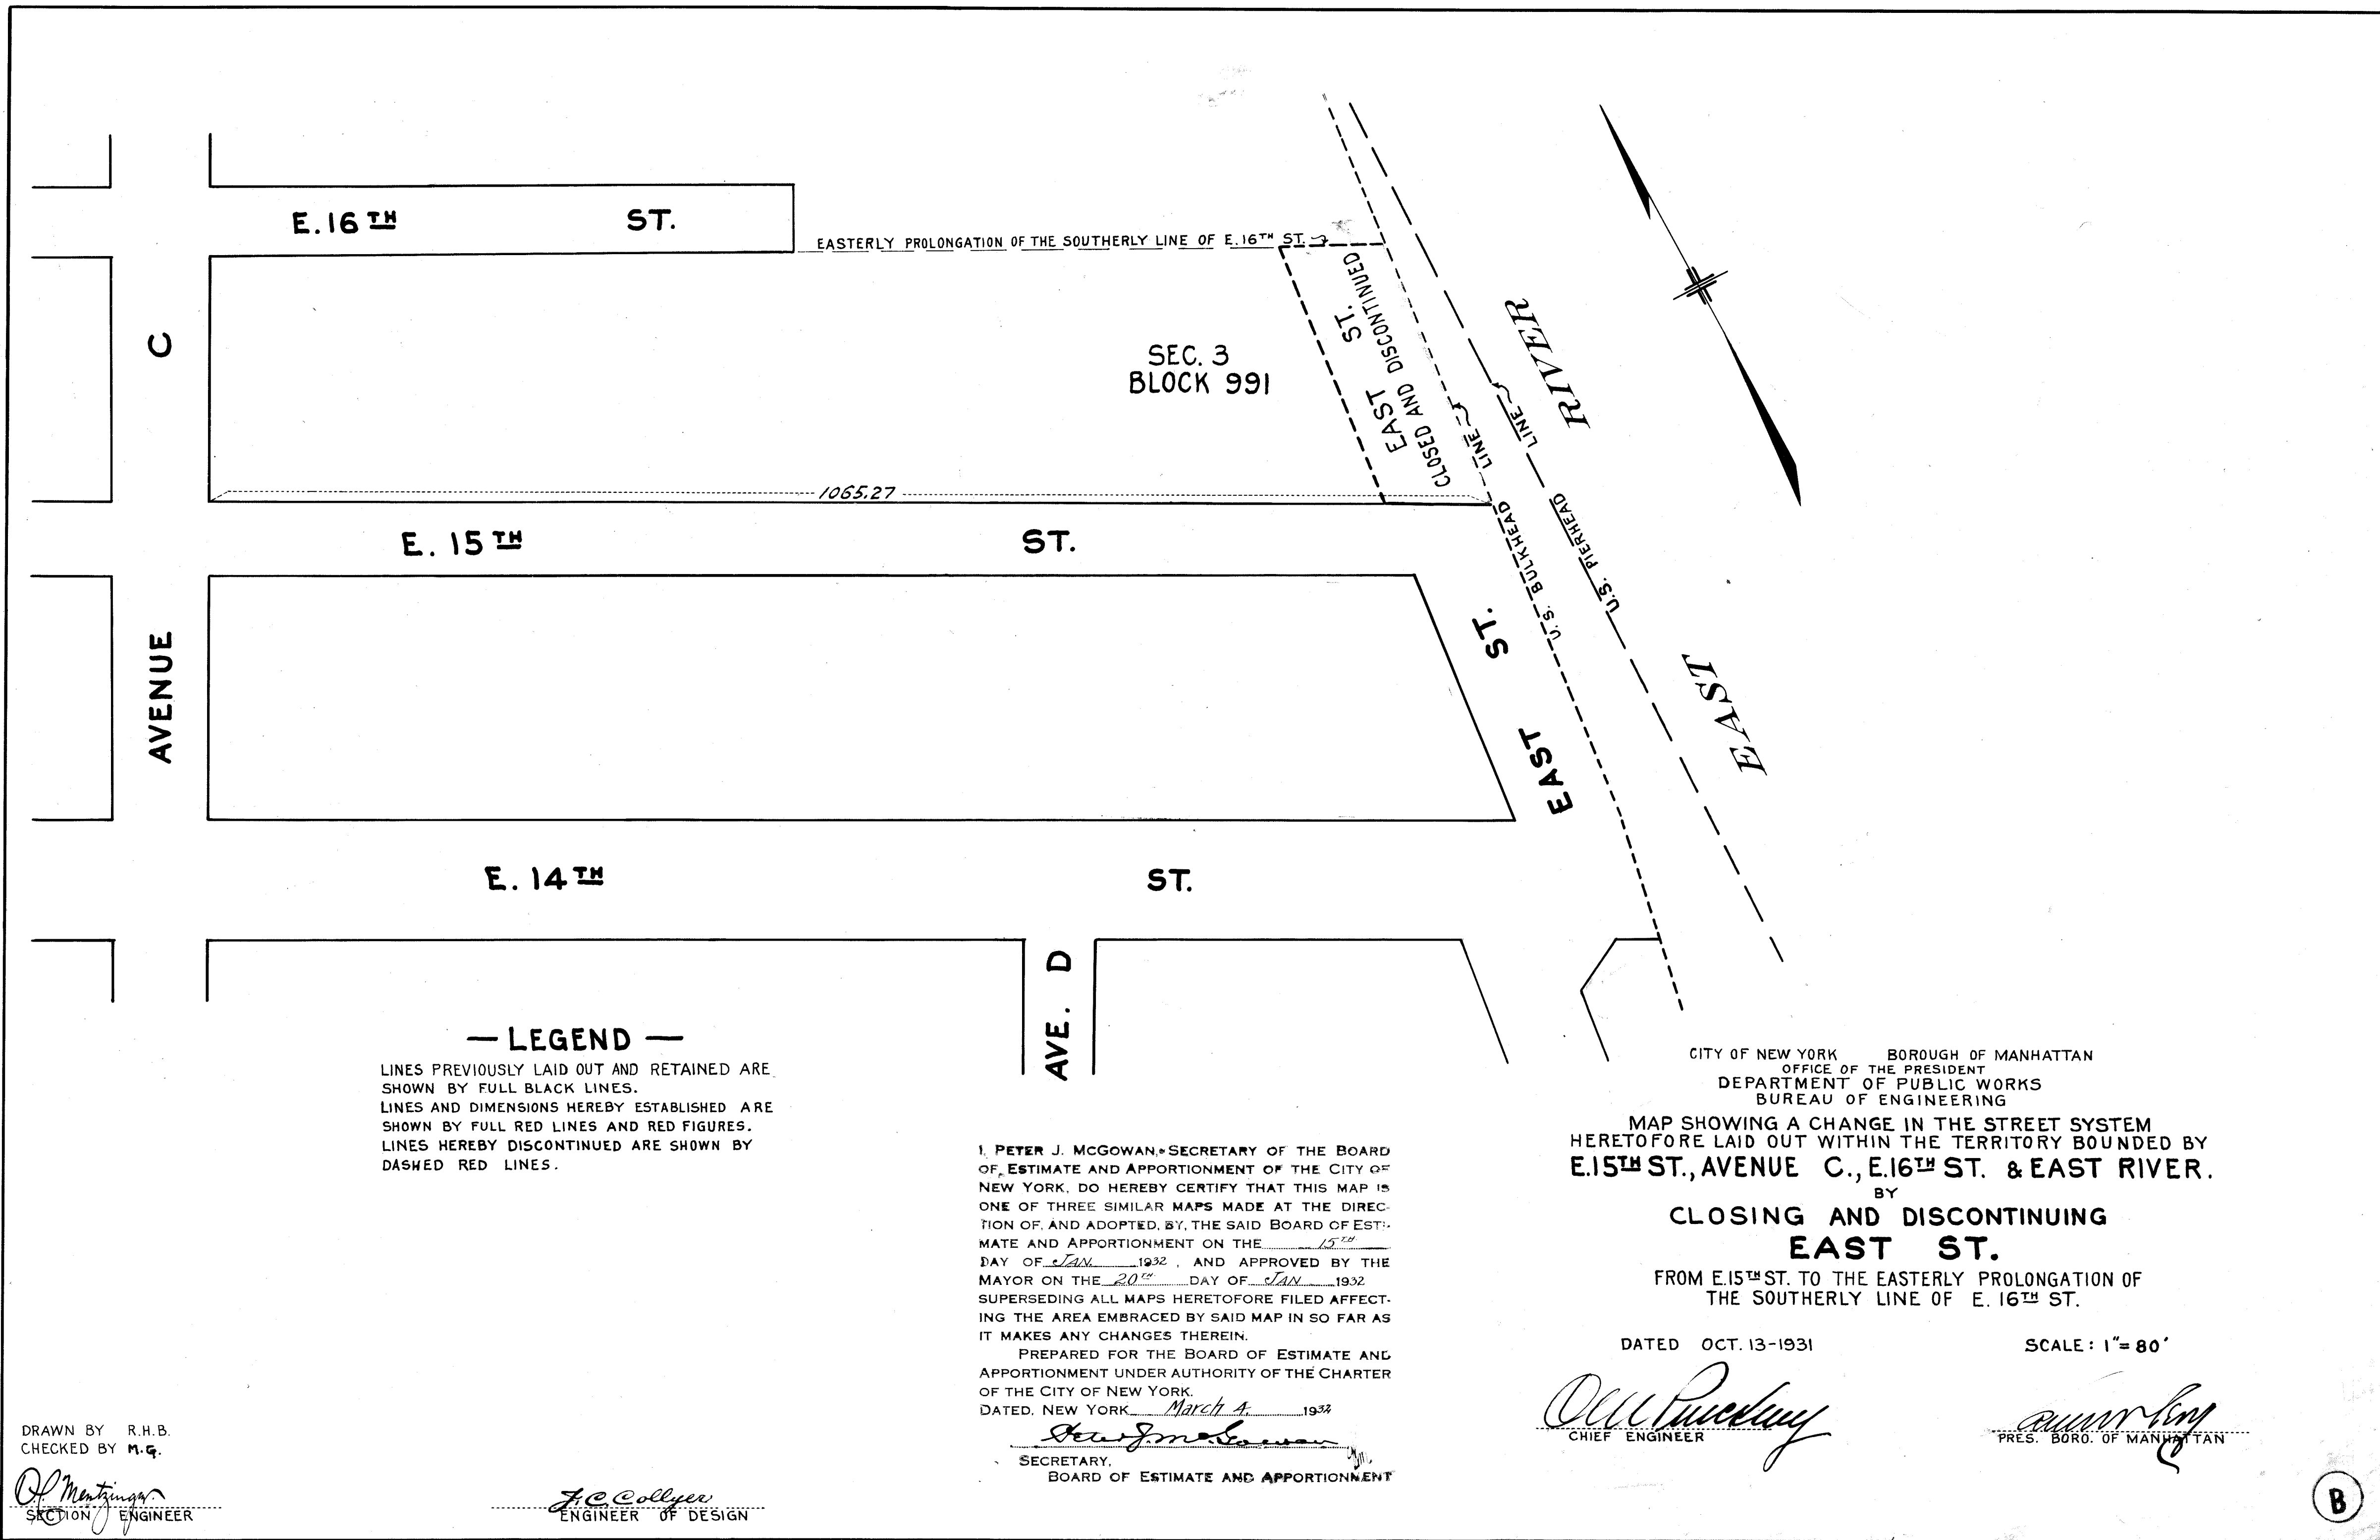 E. 16TH ST.
EASTERLY PROLONGATION OF THE SOUTHERLY LINE OF E. 16TH ST.
C
AVENUE
SEC. 3
BLOCK 991
EAST ST.
CLOSED AND DISCONTINUED
U.S. BULKHEAD LINE
U.S. PIERHEAD LINE
EAST RIVER
1065.27
E. 15TH ST.
EAST ST.
E. 14TH ST.
AVE. D
— LEGEND —
LINES PREVIOUSLY LAID OUT AND RETAINED ARE
SHOWN BY FULL BLACK LINES.
LINES AND DIMENSIONS HEREBY ESTABLISHED ARE
SHOWN BY FULL RED LINES AND RED FIGURES.
LINES HEREBY DISCONTINUED ARE SHOWN BY
DASHED RED LINES.
I, PETER J. McGOWAN, SECRETARY OF THE BOARD
OF ESTIMATE AND APPORTIONMENT OF THE CITY OF
NEW YORK, DO HEREBY CERTIFY THAT THIS MAP IS
ONE OF THREE SIMILAR MAPS MADE AT THE DIREC-
TION OF, AND ADOPTED, BY, THE SAID BOARD OF ESTI-
MATE AND APPORTIONMENT ON THE 15TH
DAY OF JAN. 1932, AND APPROVED BY THE
MAYOR ON THE 20TH DAY OF JAN 1932
SUPERSEDING ALL MAPS HERETOFORE FILED AFFECT-
ING THE AREA EMBRACED BY SAID MAP IN SO FAR AS
IT MAKES ANY CHANGES THEREIN.
PREPARED FOR THE BOARD OF ESTIMATE AND
APPORTIONMENT UNDER AUTHORITY OF THE CHARTER
OF THE CITY OF NEW YORK.
DATED, NEW YORK March 4, 1932
Peter J. McGowan
SECRETARY,
BOARD OF ESTIMATE AND APPORTIONMENT
CITY OF NEW YORK BOROUGH OF MANHATTAN
OFFICE OF THE PRESIDENT
DEPARTMENT OF PUBLIC WORKS
BUREAU OF ENGINEERING
MAP SHOWING A CHANGE IN THE STREET SYSTEM
HERETOFORE LAID OUT WITHIN THE TERRITORY BOUNDED BY
E.15TH ST., AVENUE C., E.16TH ST. & EAST RIVER.
BY
CLOSING AND DISCONTINUING
EAST ST.
FROM E.15TH ST. TO THE EASTERLY PROLONGATION OF
THE SOUTHERLY LINE OF E. 16TH ST.
DATED OCT. 13-1931 SCALE: 1"= 80'
CHIEF ENGINEER
PRES. BORO. OF MANHATTAN
DRAWN BY R.H.B.
CHECKED BY M.G.
Mentzinger
SECTION ENGINEER
F.C. Collyer
ENGINEER OF DESIGN
B